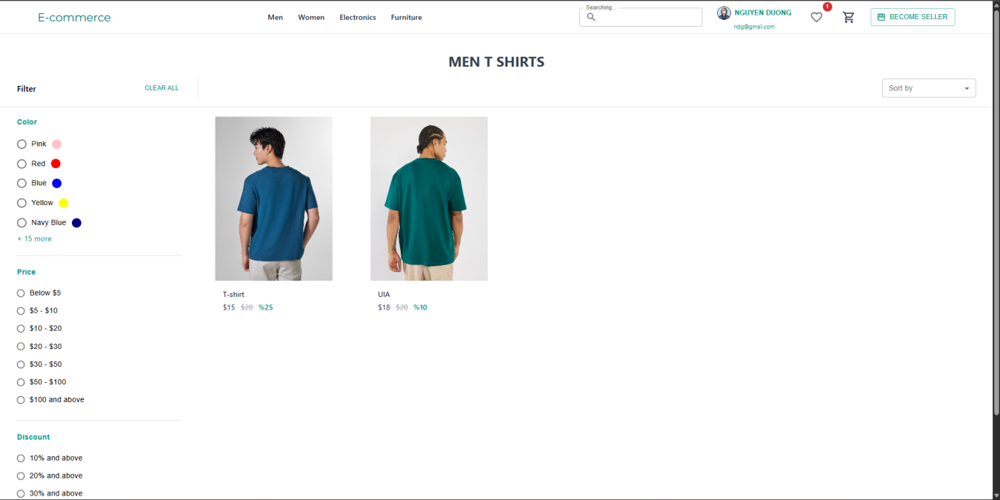 E-commerce
Men Women Electronics Furniture
Searching...
NGUYEN DUONG
ndg@gmail.com
1
BECOME SELLER
MEN T SHIRTS
Filter
CLEAR ALL
Sort by
Color
Pink
Red
Blue
Yellow
Navy Blue
+ 15 more
Price
Below $5
$5 - $10
$10 - $20
$20 - $30
$30 - $50
$50 - $100
$100 and above
Discount
10% and above
20% and above
30% and above
T-shirt
$15 $20 %25
UIA
$18 $20 %10